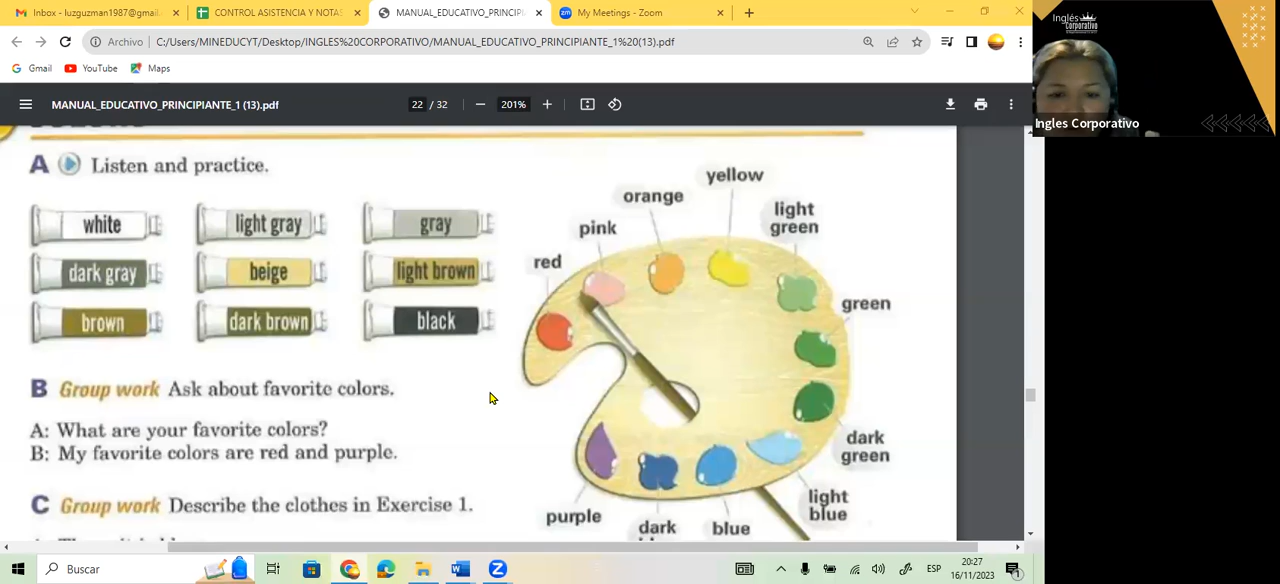 Inbox - luzguzman1987@gmail.
CONTROL ASISTENCIA Y NOTAS
MANUAL_EDUCATIVO_PRINCIPI
My Meetings - Zoom
Archivo
C:/Users/MINEDUCYT/Desktop/INGLES%20CORPORATIVO/MANUAL_EDUCATIVO_PRINCIPIANTE_1%20(13).pdf
Gmail
YouTube
Maps
MANUAL_EDUCATIVO_PRINCIPIANTE_1 (13).pdf
22 / 32
201%
A Listen and practice.
white
light gray
gray
dark gray
beige
light brown
brown
dark brown
black
red
pink
orange
yellow
light
green
green
dark
green
light
blue
blue
dark
purple
B Group work Ask about favorite colors.
A: What are your favorite colors?
B: My favorite colors are red and purple.
C Group work Describe the clothes in Exercise 1.
Inglés
Corporativo
Ingles Corporativo
Buscar
ESP
20:27
16/11/2023
1